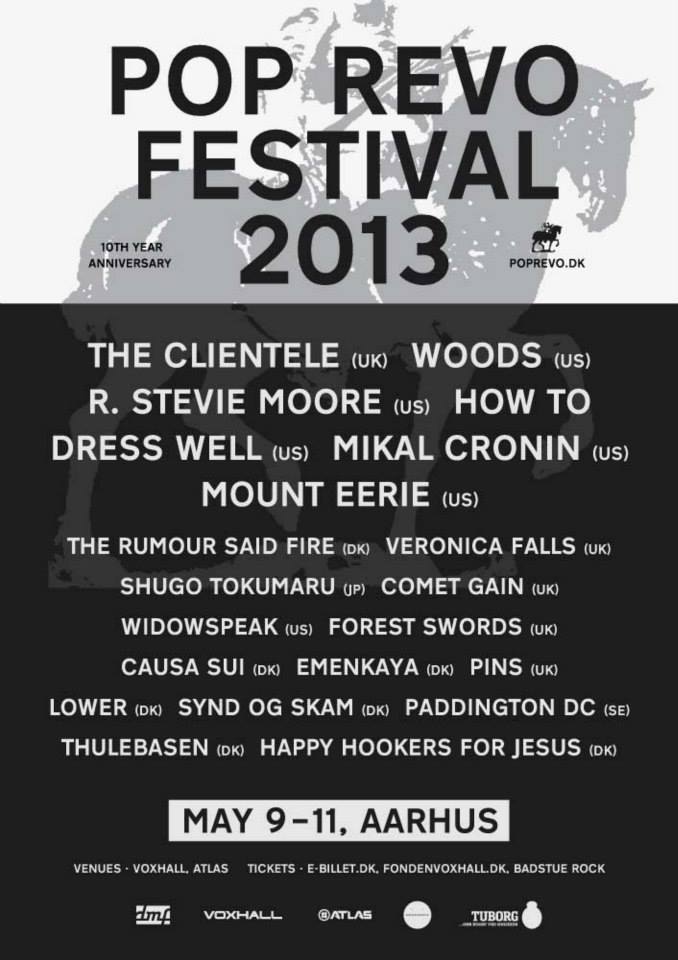 POP REVO
FESTIVAL
2013
10TH YEAR
ANNIVERSARY
POPREVO.DK
THE CLIENTELE (UK) WOODS (US)
R. STEVIE MOORE (US) HOW TO
DRESS WELL (US) MIKAL CRONIN (US)
MOUNT EERIE (US)
THE RUMOUR SAID FIRE (DK) VERONICA FALLS (UK)
SHUGO TOKUMARU (JP) COMET GAIN (UK)
WIDOWSPEAK (US) FOREST SWORDS (UK)
CAUSA SUI (DK) EMENKAYA (DK) PINS (UK)
LOWER (DK) SYND OG SKAM (DK) PADDINGTON DC (SE)
THULEBASEN (DK) HAPPY HOOKERS FOR JESUS (DK)
MAY 9–11, AARHUS
VENUES · VOXHALL, ATLAS TICKETS · E-BILLET.DK, FONDENVOXHALL.DK, BADSTUE ROCK
dmf VOXHALL ATLAS TUBORG